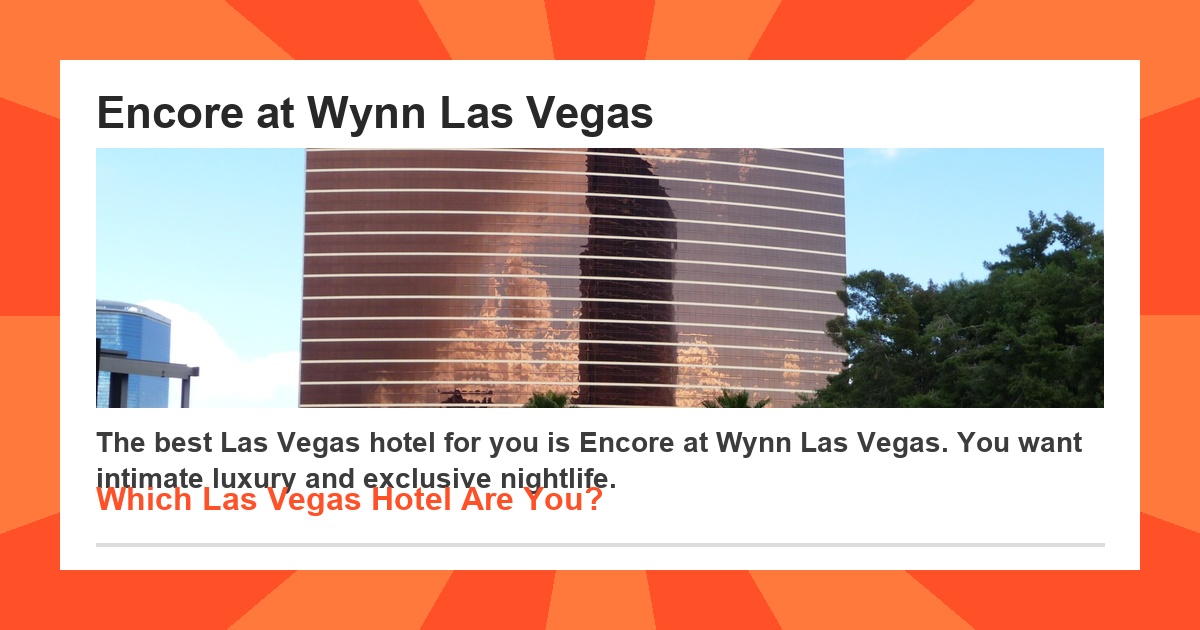 Encore at Wynn Las Vegas
The best Las Vegas hotel for you is Encore at Wynn Las Vegas. You want
intimate luxury and exclusive nightlife.
Which Las Vegas Hotel Are You?